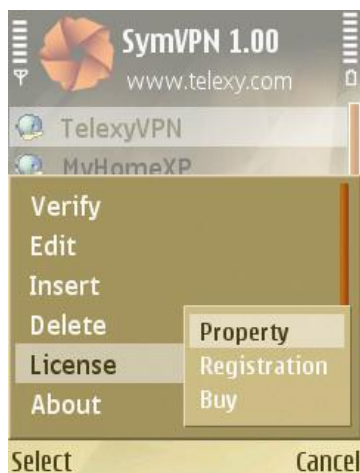 SymVPN 1.00
www.telexy.com
TelexyVPN
MyHomeXP
Verify
Edit
Insert
Delete
License
About
Property
Registration
Buy
Select Cancel